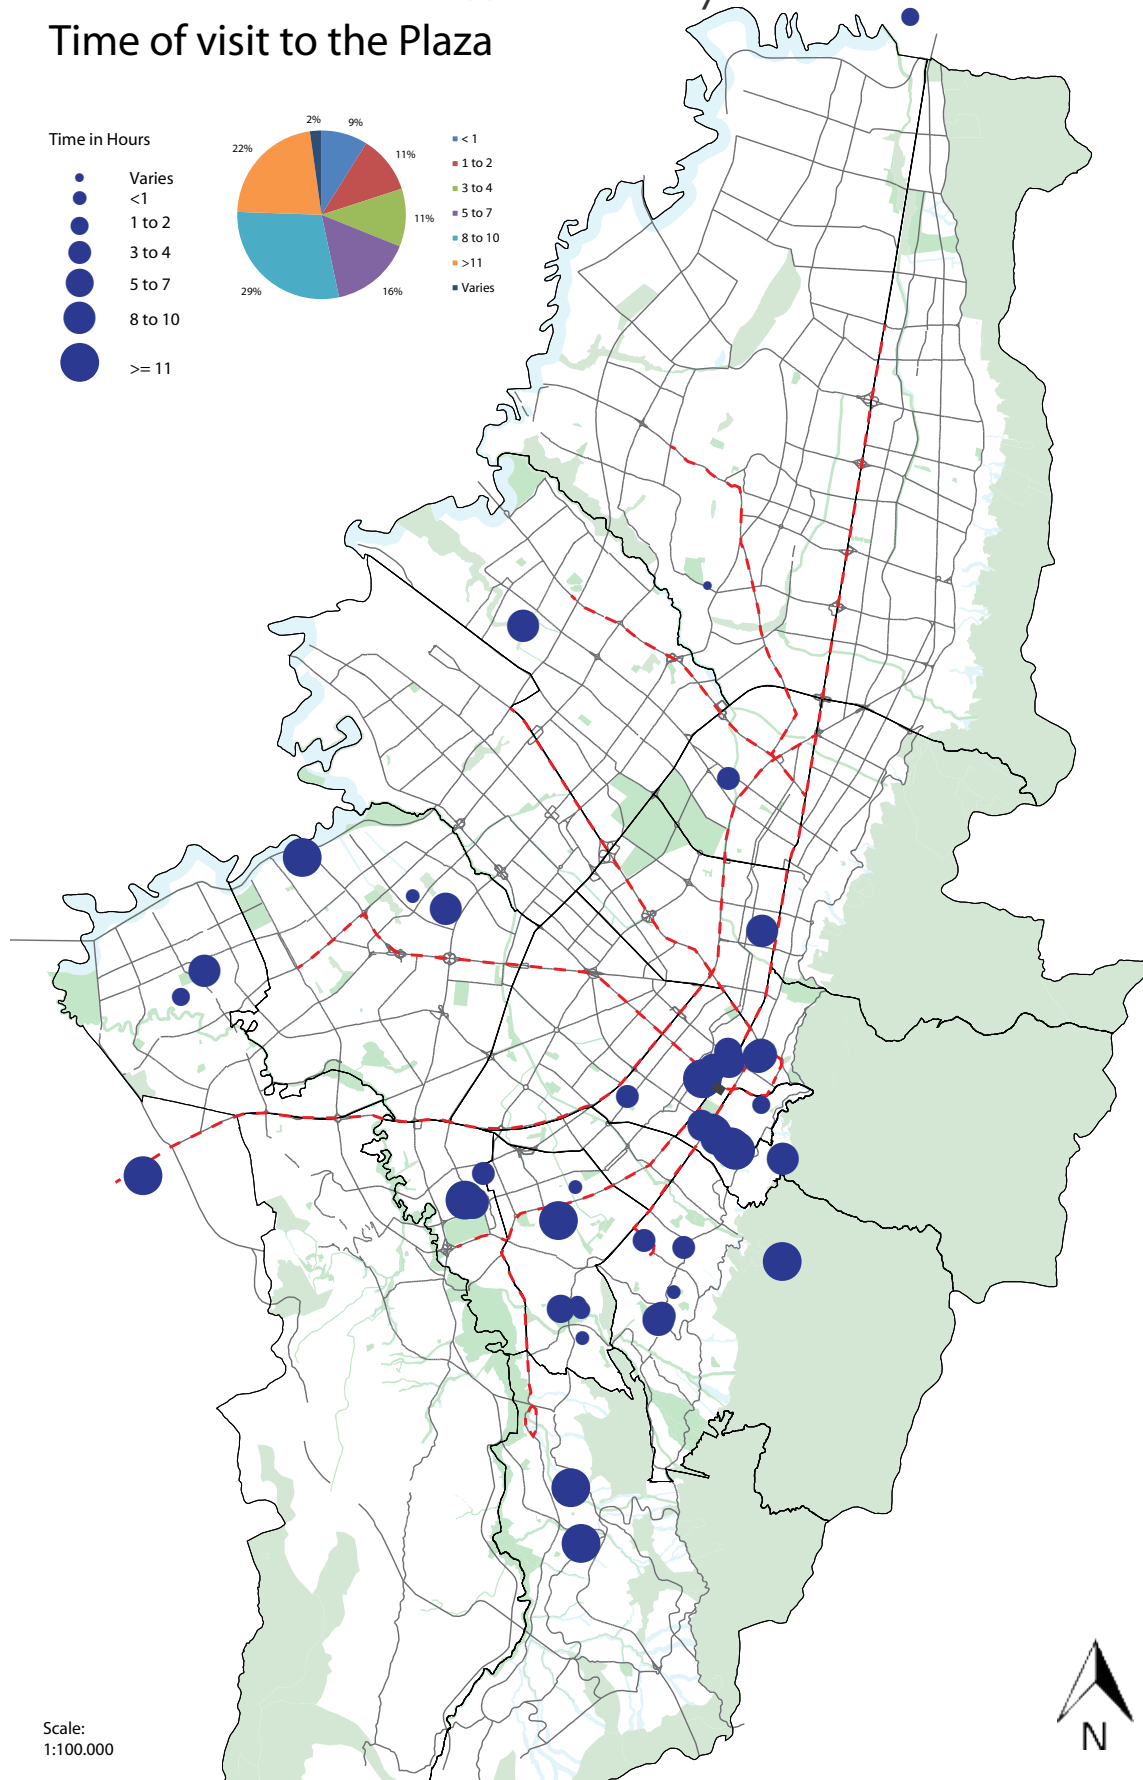 Time of visit to the Plaza
Time in Hours
Varies
<1
1 to 2
3 to 4
5 to 7
8 to 10
>= 11
2%
9%
22%
11%
11%
29%
16%
< 1
1 to 2
3 to 4
5 to 7
8 to 10
>11
Varies
Scale:
1:100.000
N